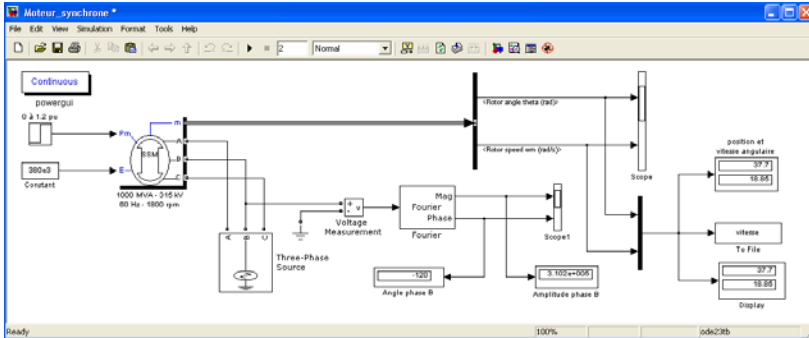 Moteur_synchrone *
File Edit View Simulation Format Tools Help
2
Normal
Continuous
powergui
0 à 1.2 pu
Pm
m
A
SSM
B
E
C
380e3
Constant
1000 MVA - 315 kV
60 Hz - 1800 rpm
<Rotor angle theta (rad)>
<Rotor speed wm (rad/s)>
Scope
position et
vitesse angulaire
37.7
18.85
+
-
v
Voltage
Measurement
Mag
Fourier
Phase
Fourier
Scope1
vitesse
To File
A
B
C
Three-Phase
Source
-120
Angle phase B
3.102e+005
Amplitude phase B
37.7
18.85
Display
Ready
100%
ode23tb